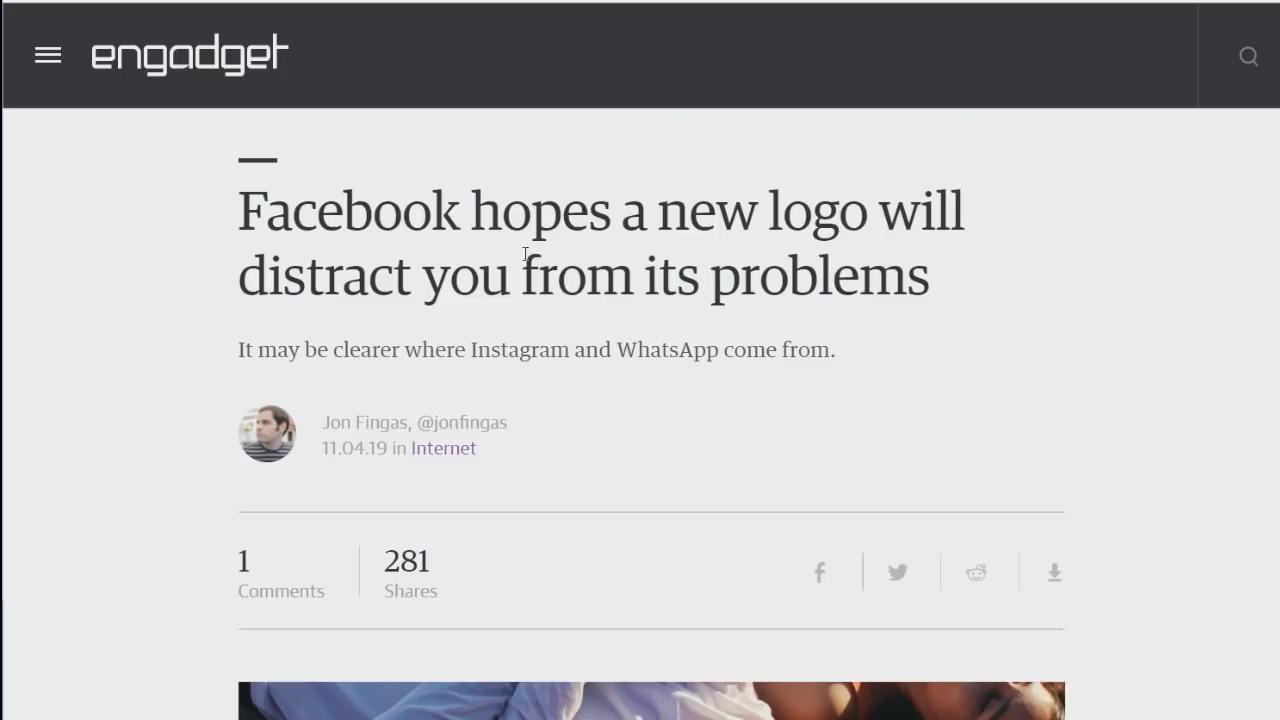 engadget
Facebook hopes a new logo will
distract you from its problems
It may be clearer where Instagram and WhatsApp come from.
Jon Fingas, @jonfingas
11.04.19 in Internet
1
Comments
281
Shares